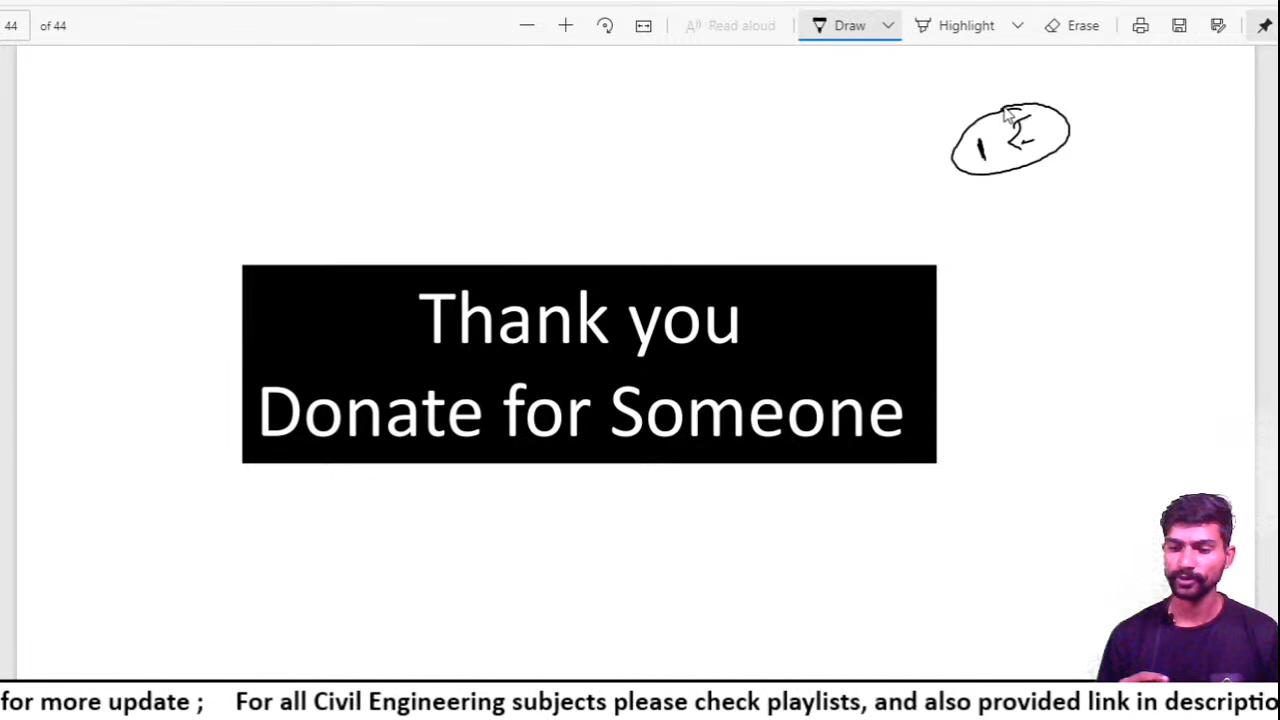 44 of 44 Read aloud Draw Highlight Erase
Thank you
Donate for Someone
for more update ; For all Civil Engineering subjects please check playlists, and also provided link in descriptio